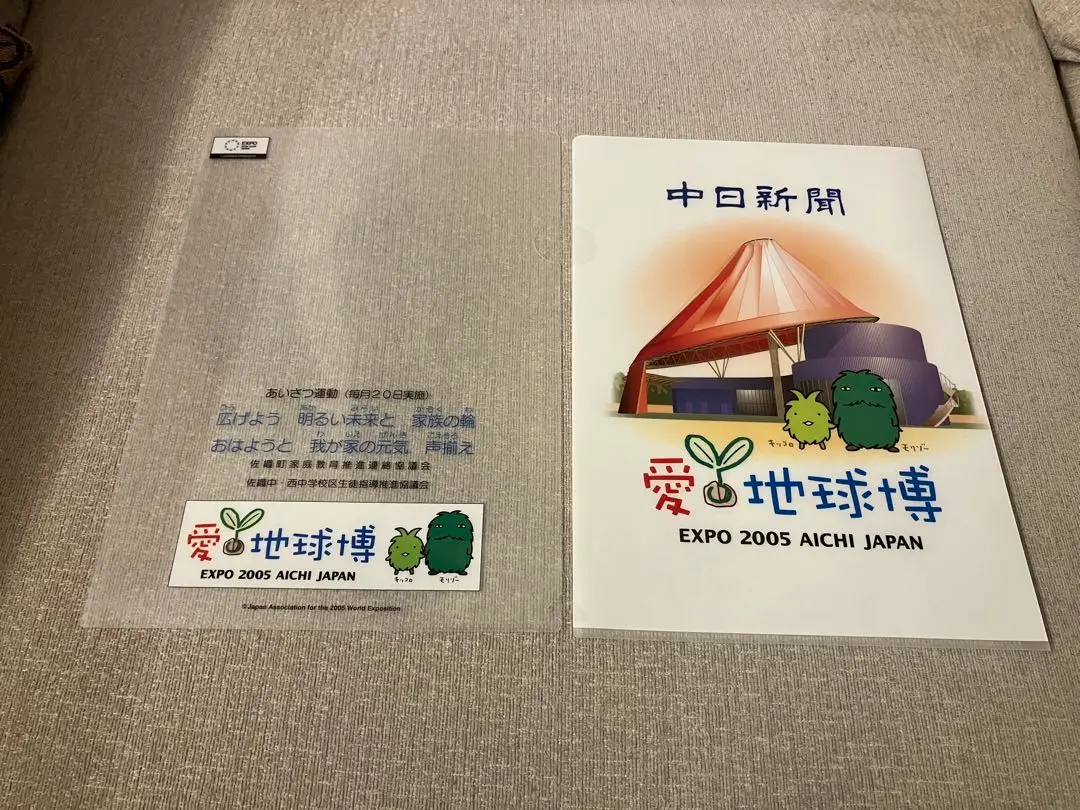 EXPO
あいさつ運動(毎月20日実施)
広げよう 明るい未来と 家族の輪
おはようと 我が家の元気 声揃え
佐織町家庭教育推進連絡協議会
佐織中・西中学校区生徒指導推進協議会
愛・地球博
EXPO 2005 AICHI JAPAN
キッコロ
モリゾー
©Japan Association for the 2005 World Exposition
中日新聞
キッコロ
モリゾー
愛・地球博
EXPO 2005 AICHI JAPAN